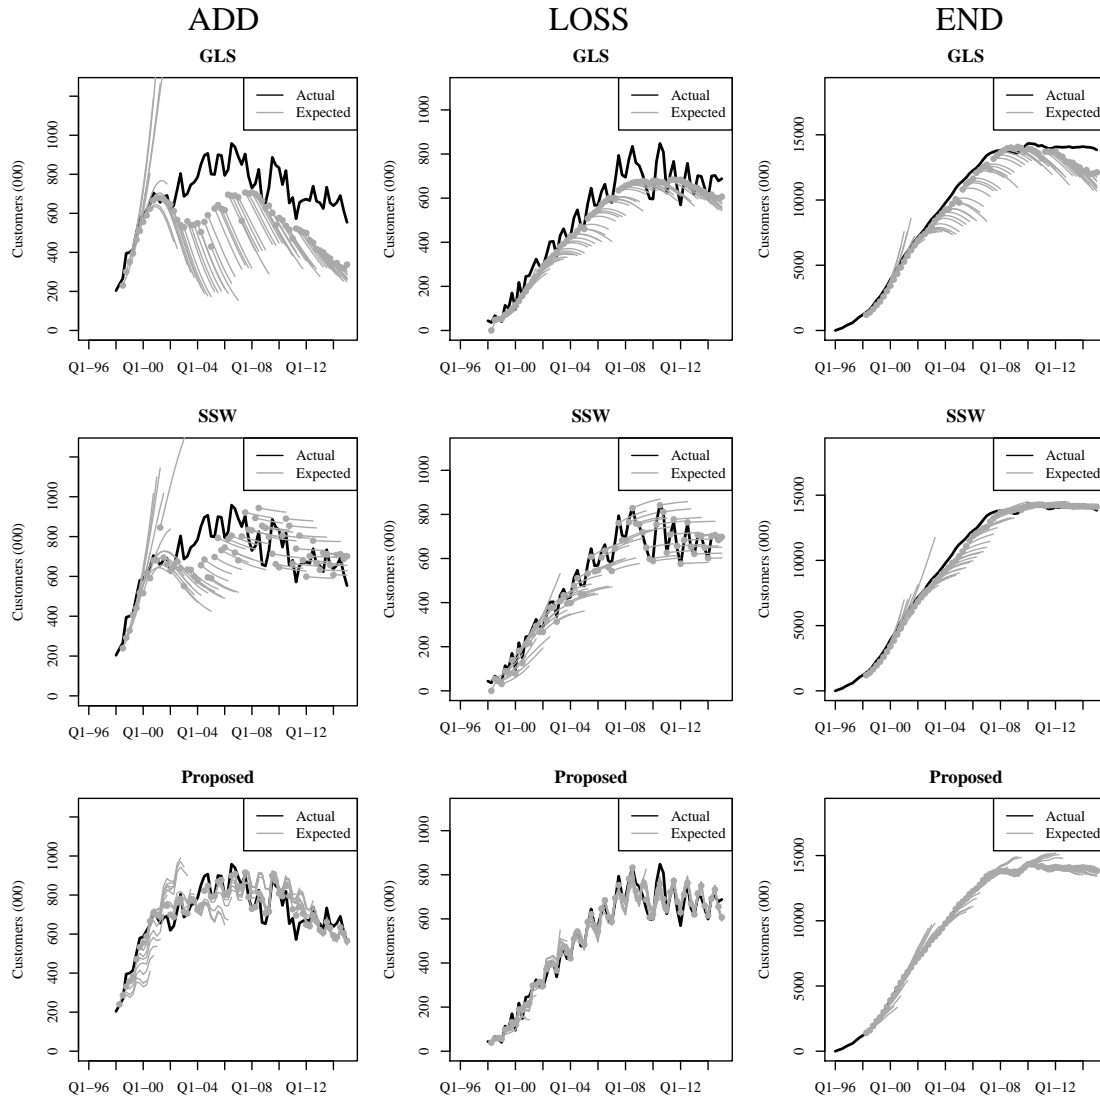 ADD LOSS END
GLS GLS GLS
Actual
Expected
Actual
Expected
Actual
Expected
Customers (000)
0 200 400 600 800 1000
Q1−96 Q1−00 Q1−04 Q1−08 Q1−12
Customers (000)
0 200 400 600 800 1000
Q1−96 Q1−00 Q1−04 Q1−08 Q1−12
Customers (000)
0 5000 10000 15000
Q1−96 Q1−00 Q1−04 Q1−08 Q1−12
SSW SSW SSW
Actual
Expected
Actual
Expected
Actual
Expected
Customers (000)
0 200 400 600 800 1000
Q1−96 Q1−00 Q1−04 Q1−08 Q1−12
Customers (000)
0 200 400 600 800 1000
Q1−96 Q1−00 Q1−04 Q1−08 Q1−12
Customers (000)
0 5000 10000 15000
Q1−96 Q1−00 Q1−04 Q1−08 Q1−12
Proposed Proposed Proposed
Actual
Expected
Actual
Expected
Actual
Expected
Customers (000)
0 200 400 600 800 1000
Q1−96 Q1−00 Q1−04 Q1−08 Q1−12
Customers (000)
0 200 400 600 800 1000
Q1−96 Q1−00 Q1−04 Q1−08 Q1−12
Customers (000)
0 5000 10000 15000
Q1−96 Q1−00 Q1−04 Q1−08 Q1−12